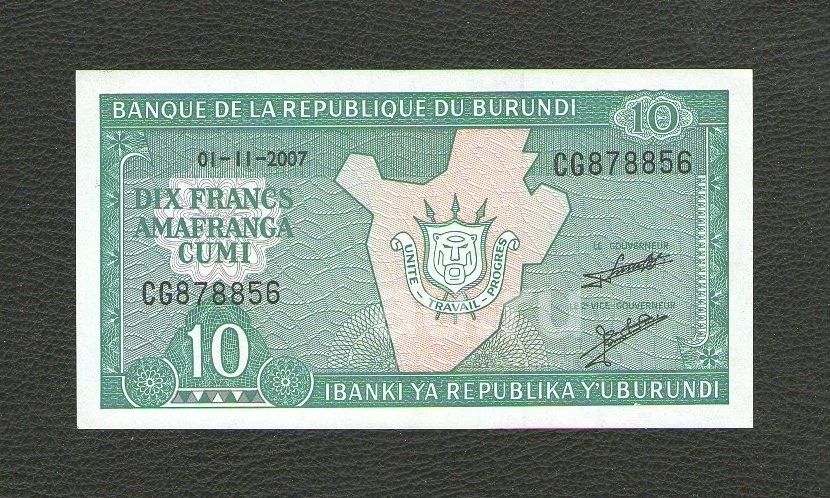 BANQUE DE LA REPUBLIQUE DU BURUNDI
10
01-11-2007
CG878856
DIX FRANCS
AMAFRANGA
CUMI
LE GOUVERNEUR
UNITE - TRAVAIL - PROGRES
CG878856
VICE. GOUVERNEUR
10
IBANKI YA REPUBLIKA Y'UBURUNDI